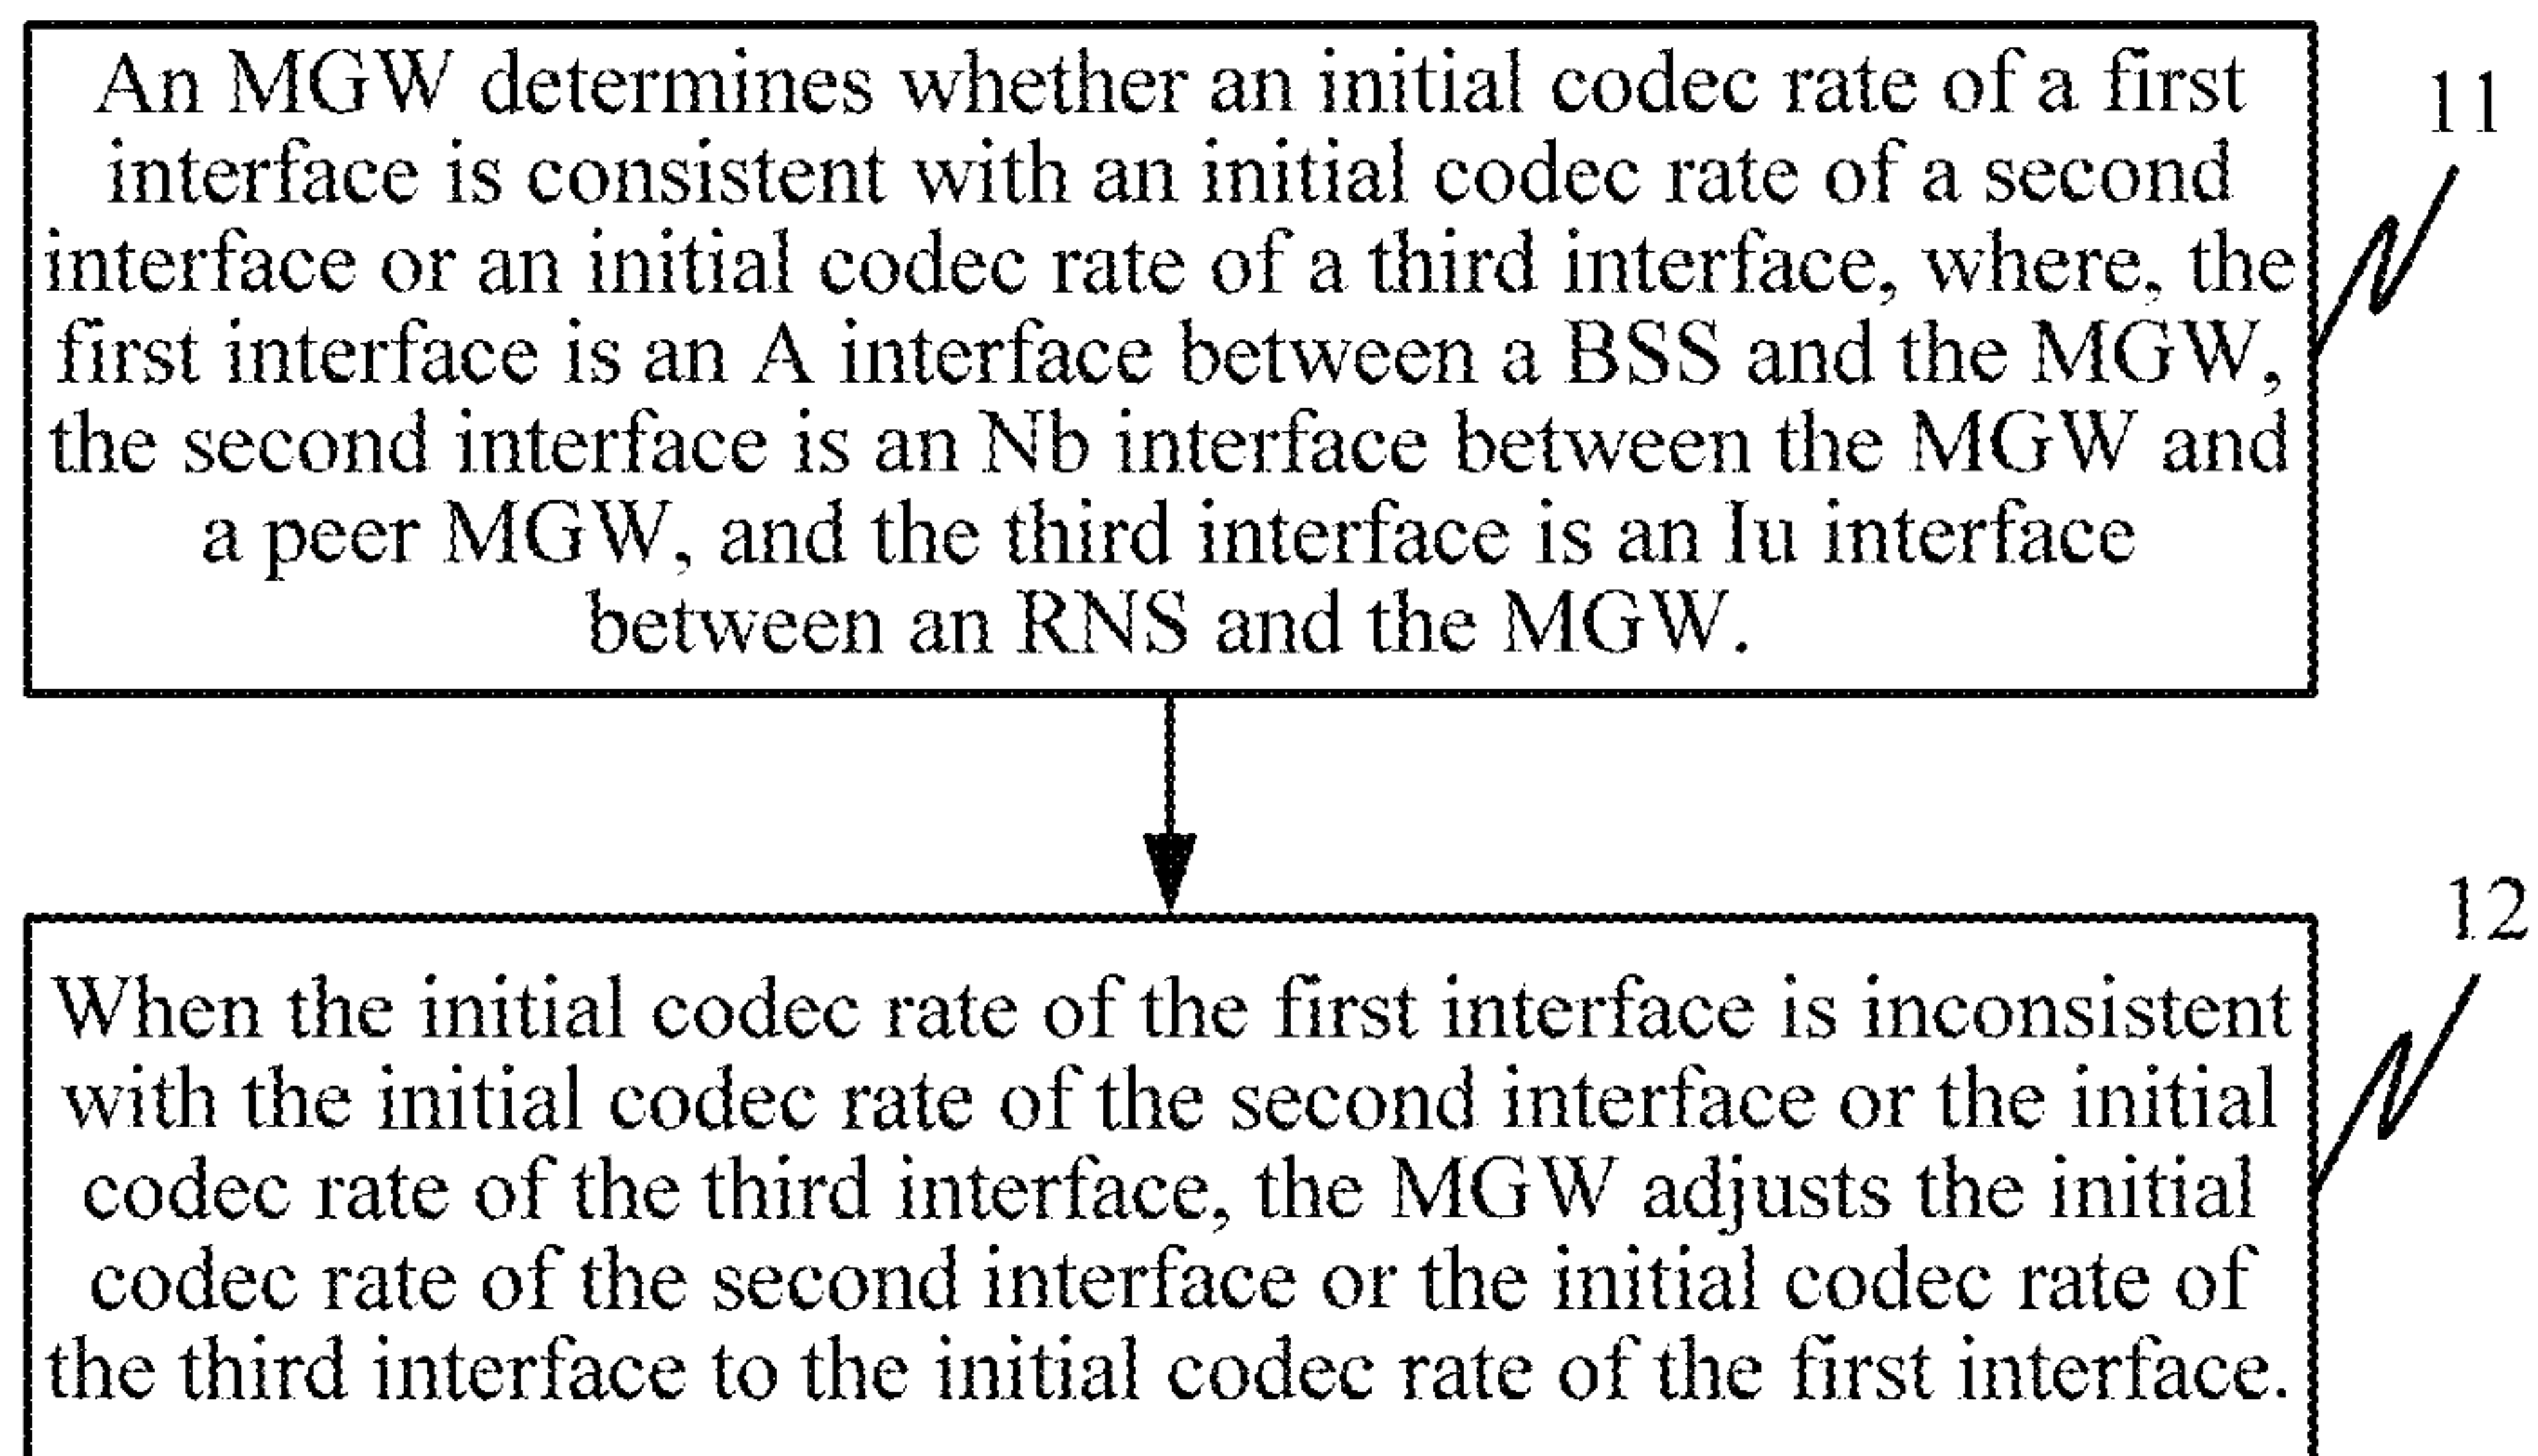 An MGW determines whether an initial codec rate of a first
interface is consistent with an initial codec rate of a second
interface or an initial codec rate of a third interface, where, the
first interface is an A interface between a BSS and the MGW,
the second interface is an Nb interface between the MGW and
a peer MGW, and the third interface is an Iu interface
between an RNS and the MGW.
11
When the initial codec rate of the first interface is inconsistent
with the initial codec rate of the second interface or the initial
codec rate of the third interface, the MGW adjusts the initial
codec rate of the second interface or the initial codec rate of
the third interface to the initial codec rate of the first interface.
12